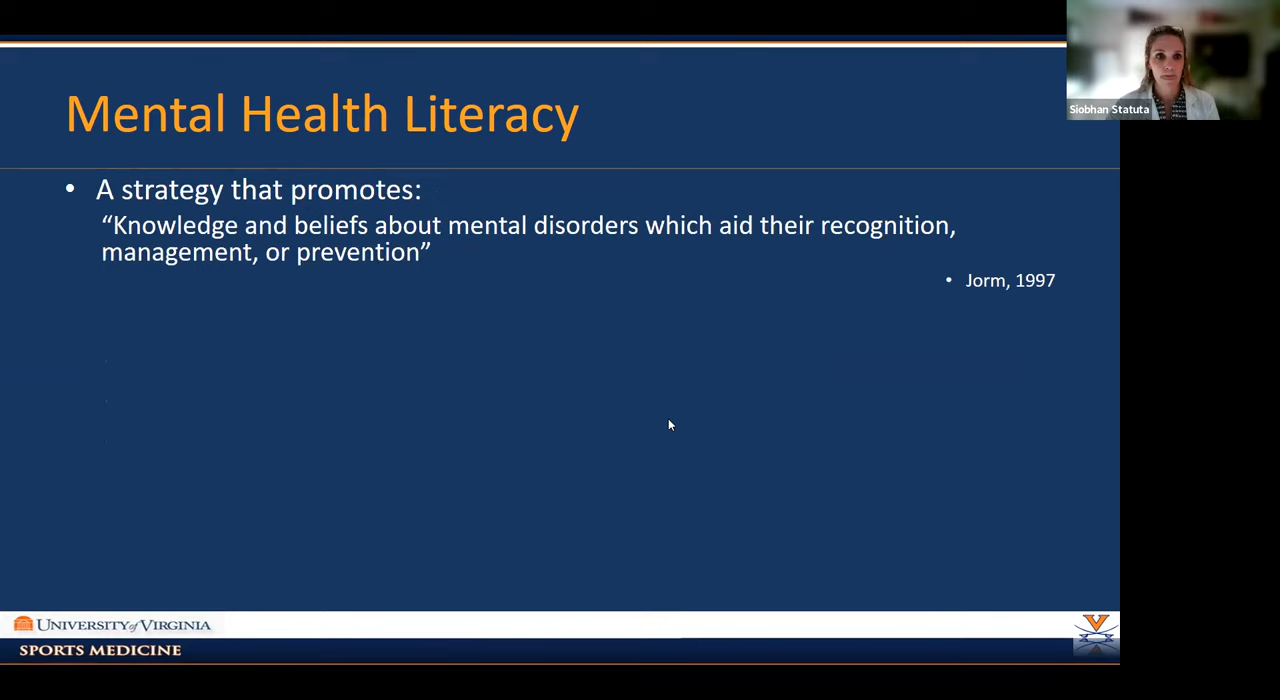 Siobhan Statuta
Mental Health Literacy
• A strategy that promotes:
“Knowledge and beliefs about mental disorders which aid their recognition,
management, or prevention”
• Jorm, 1997
UNIVERSITY of VIRGINIA
SPORTS MEDICINE